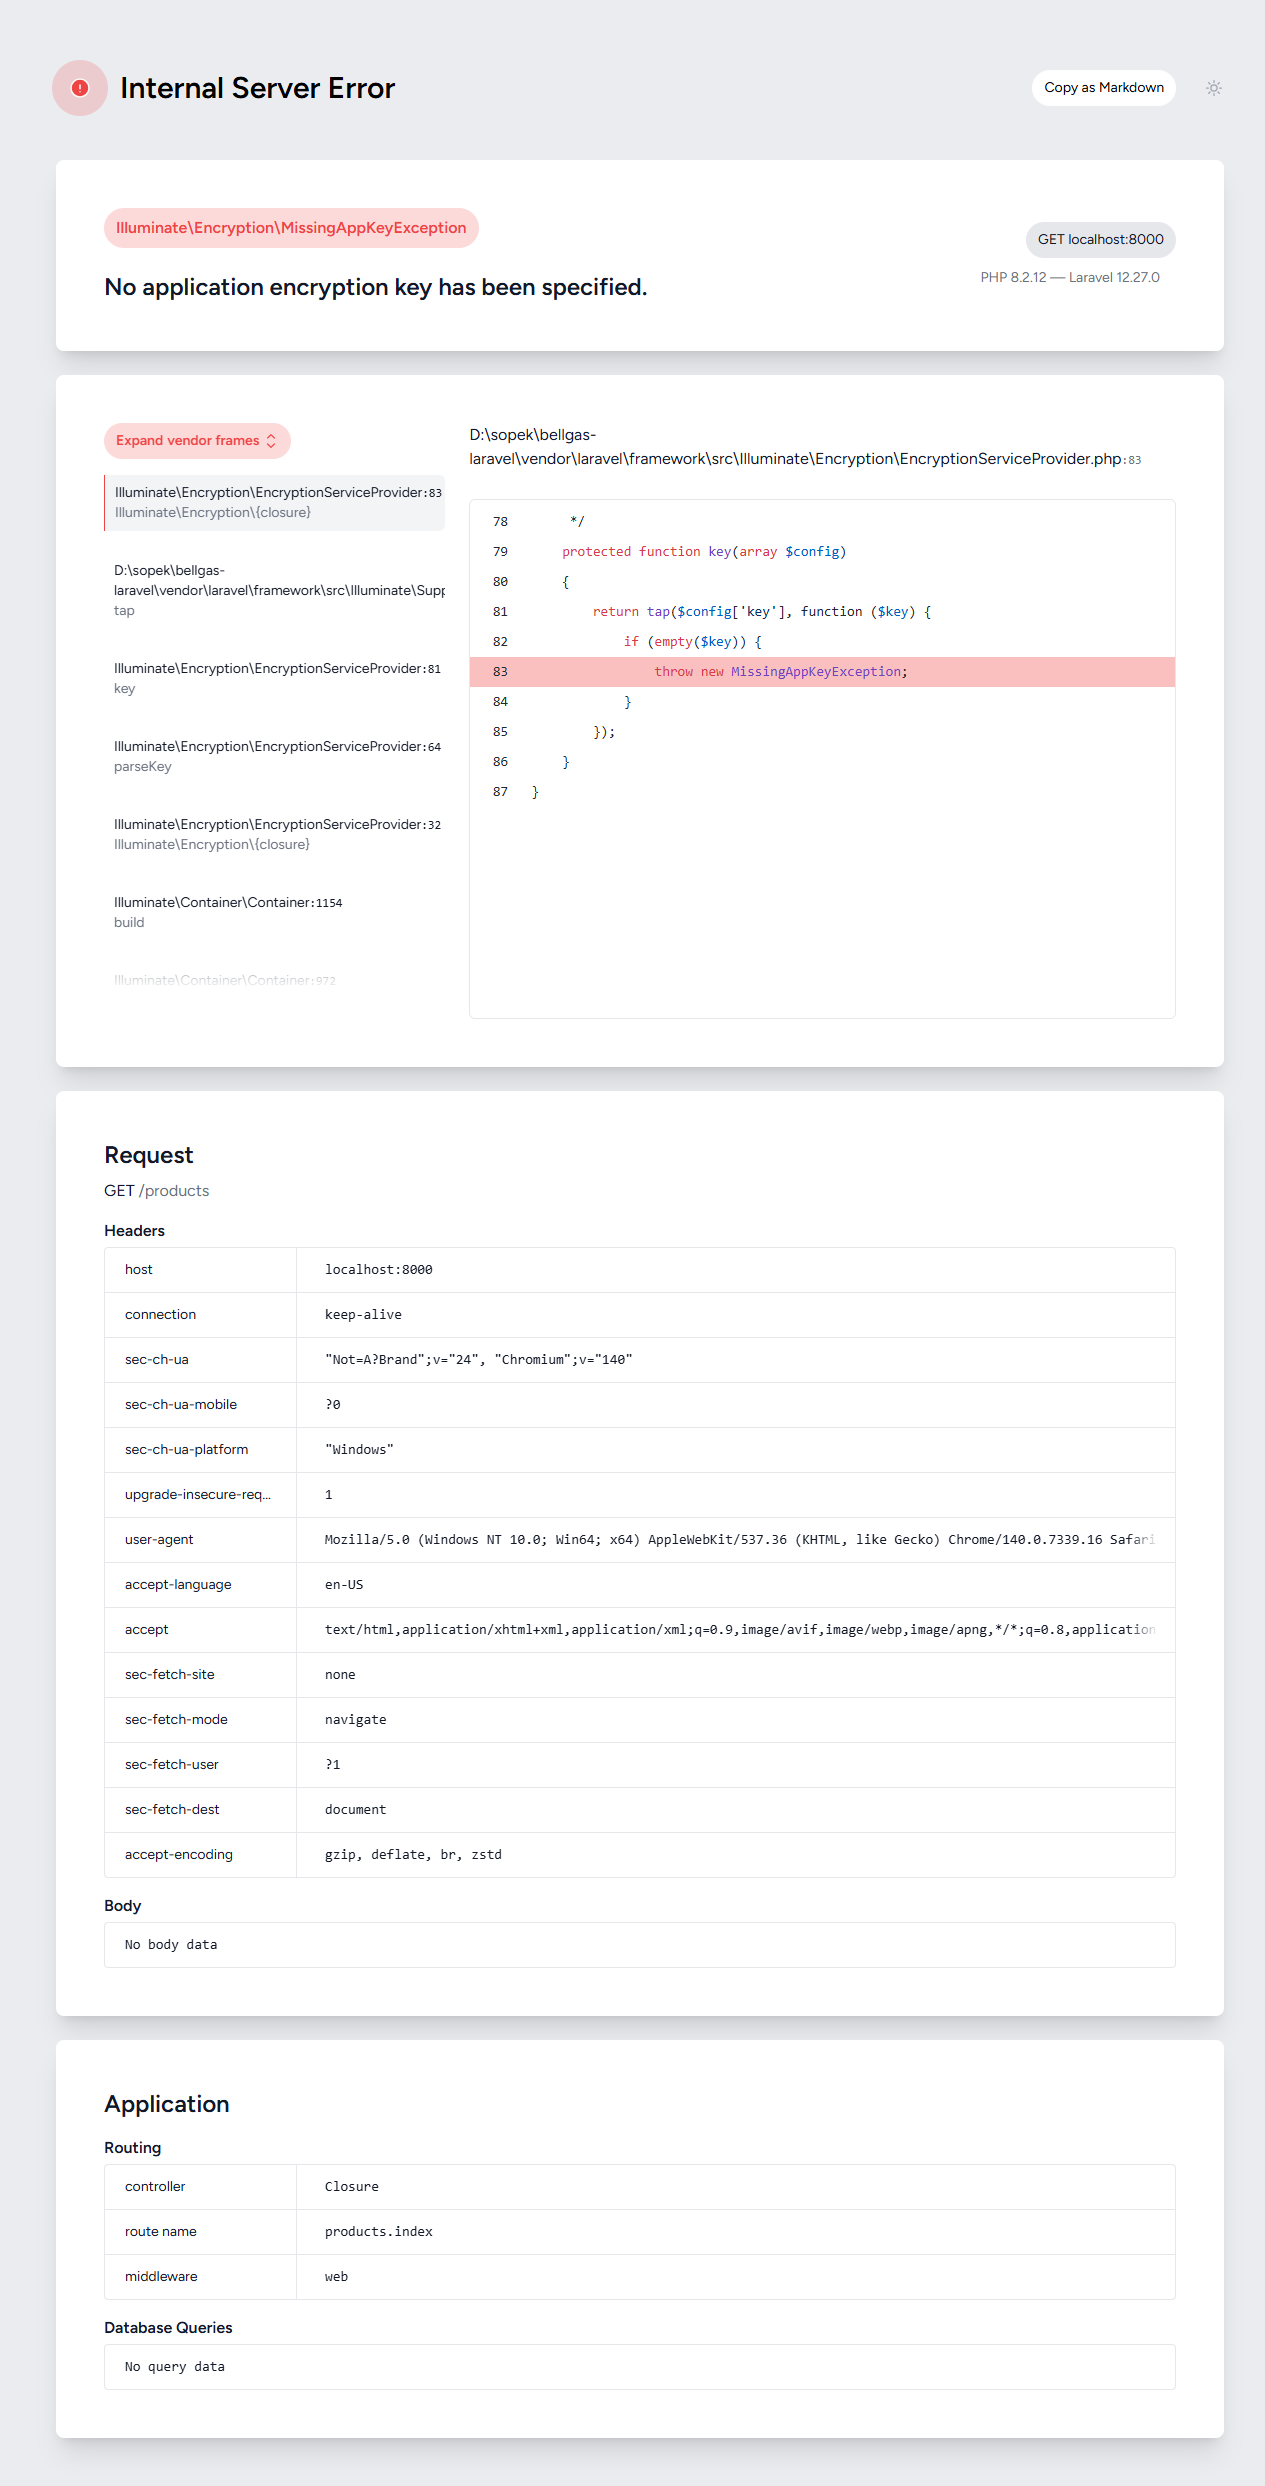 Internal Server Error
Copy as Markdown
Illuminate\Encryption\MissingAppKeyException
No application encryption key has been specified.
GET localhost:8000
PHP 8.2.12 — Laravel 12.27.0
Expand vendor frames
Illuminate\Encryption\EncryptionServiceProvider:83
Illuminate\Encryption\{closure}
D:\sopek\bellgas-
laravel\vendor\laravel\framework\src\Illuminate\Supp
tap
Illuminate\Encryption\EncryptionServiceProvider:81
key
Illuminate\Encryption\EncryptionServiceProvider:64
parseKey
Illuminate\Encryption\EncryptionServiceProvider:32
Illuminate\Encryption\{closure}
Illuminate\Container\Container:1154
build
Illuminate\Container\Container:972
D:\sopek\bellgas-
laravel\vendor\laravel\framework\src\Illuminate\Encryption\EncryptionServiceProvider.php:83
78 */
79 protected function key(array $config)
80 {
81 return tap($config['key'], function ($key) {
82 if (empty($key)) {
83 throw new MissingAppKeyException;
84 }
85 });
86 }
87 }
Request
GET /products
Headers
host localhost:8000
connection keep-alive
sec-ch-ua "Not=A?Brand";v="24", "Chromium";v="140"
sec-ch-ua-mobile ?0
sec-ch-ua-platform "Windows"
upgrade-insecure-req... 1
user-agent Mozilla/5.0 (Windows NT 10.0; Win64; x64) AppleWebKit/537.36 (KHTML, like Gecko) Chrome/140.0.7339.16 Safari
accept-language en-US
accept text/html,application/xhtml+xml,application/xml;q=0.9,image/avif,image/webp,image/apng,*/*;q=0.8,application
sec-fetch-site none
sec-fetch-mode navigate
sec-fetch-user ?1
sec-fetch-dest document
accept-encoding gzip, deflate, br, zstd
Body
No body data
Application
Routing
controller Closure
route name products.index
middleware web
Database Queries
No query data